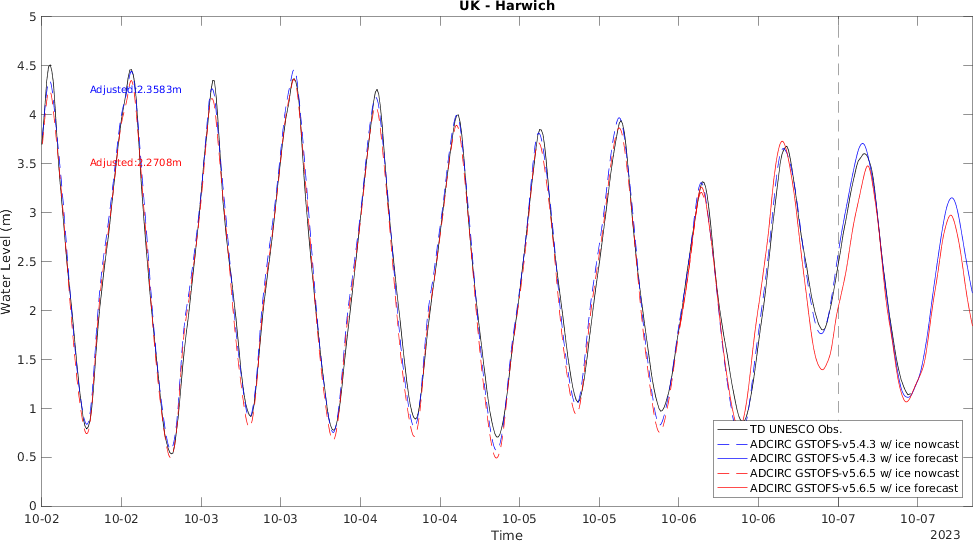 UK - Harwich
5
4.5
4
3.5
3
2.5
2
1.5
1
0.5
0
Water Level (m)
Adjusted:2.3583m
Adjusted:2.2708m
TD UNESCO Obs.
ADCIRC GSTOFS-v5.4.3 w/ ice nowcast
ADCIRC GSTOFS-v5.4.3 w/ ice forecast
ADCIRC GSTOFS-v5.6.5 w/ ice nowcast
ADCIRC GSTOFS-v5.6.5 w/ ice forecast
10-02 10-02 10-03 10-03 10-04 10-04 10-05 10-05 10-06 10-06 10-07 10-07
Time
2023